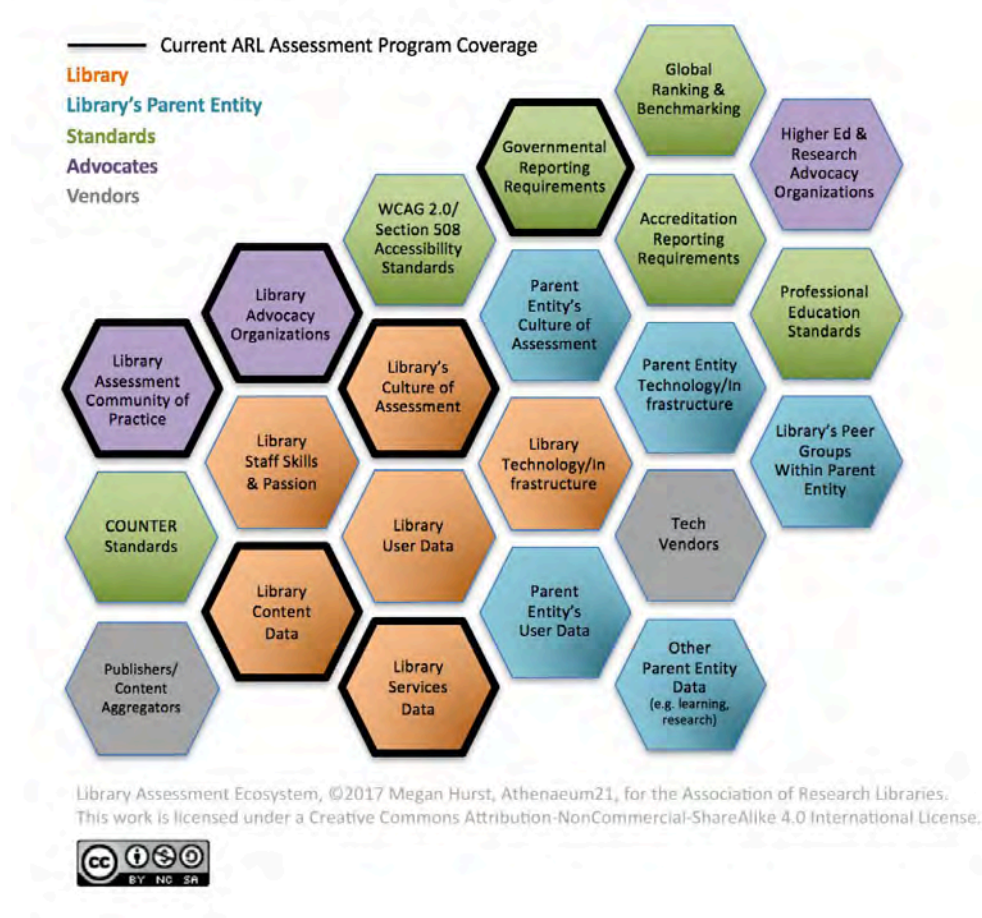 Current ARL Assessment Program Coverage
Library
Library's Parent Entity
Standards
Advocates
Vendors
Global
Ranking &
Benchmarking
Governmental
Reporting
Requirements
Higher Ed &
Research
Advocacy
Organizations
WCAG 2.0/
Section 508
Accessibility
Standards
Accreditation
Reporting
Requirements
Library
Advocacy
Organizations
Parent
Entity's
Culture of
Assessment
Professional
Education
Standards
Library
Assessment
Community of
Practice
Library's
Culture of
Assessment
Parent Entity
Technology/In
frastructure
Library
Staff Skills
& Passion
Library
Technology/In
frastructure
Library's Peer
Groups
Within Parent
Entity
COUNTER
Standards
Library
User Data
Tech
Vendors
Library
Content
Data
Parent
Entity's
User Data
Publishers/
Content
Aggregators
Library
Services
Data
Other
Parent Entity
Data
(e.g. learning,
research)
Library Assessment Ecosystem, ©2017 Megan Hurst, Athenaeum21, for the Association of Research Libraries.
This work is licensed under a Creative Commons Attribution-NonCommercial-ShareAlike 4.0 International License.
cc
BY NC SA